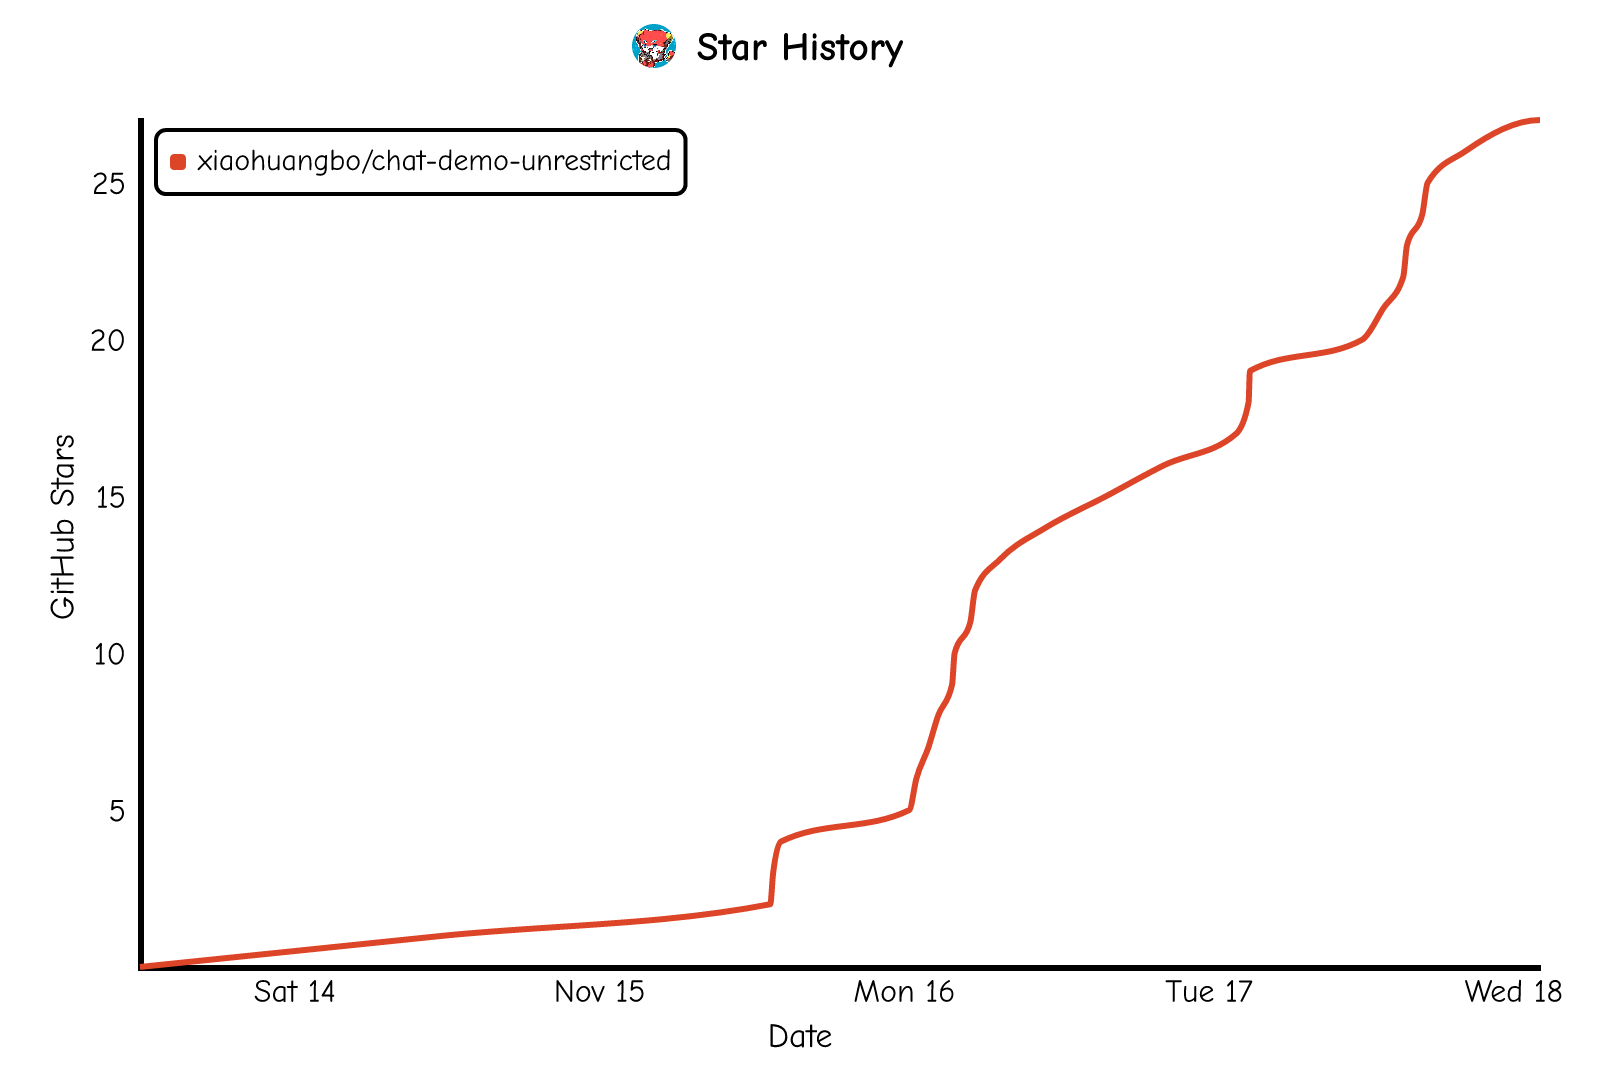 Star History
xiaohuangbo/chat-demo-unrestricted
25
20
15
10
5
GitHub Stars
Sat 14
Nov 15
Mon 16
Tue 17
Wed 18
Date